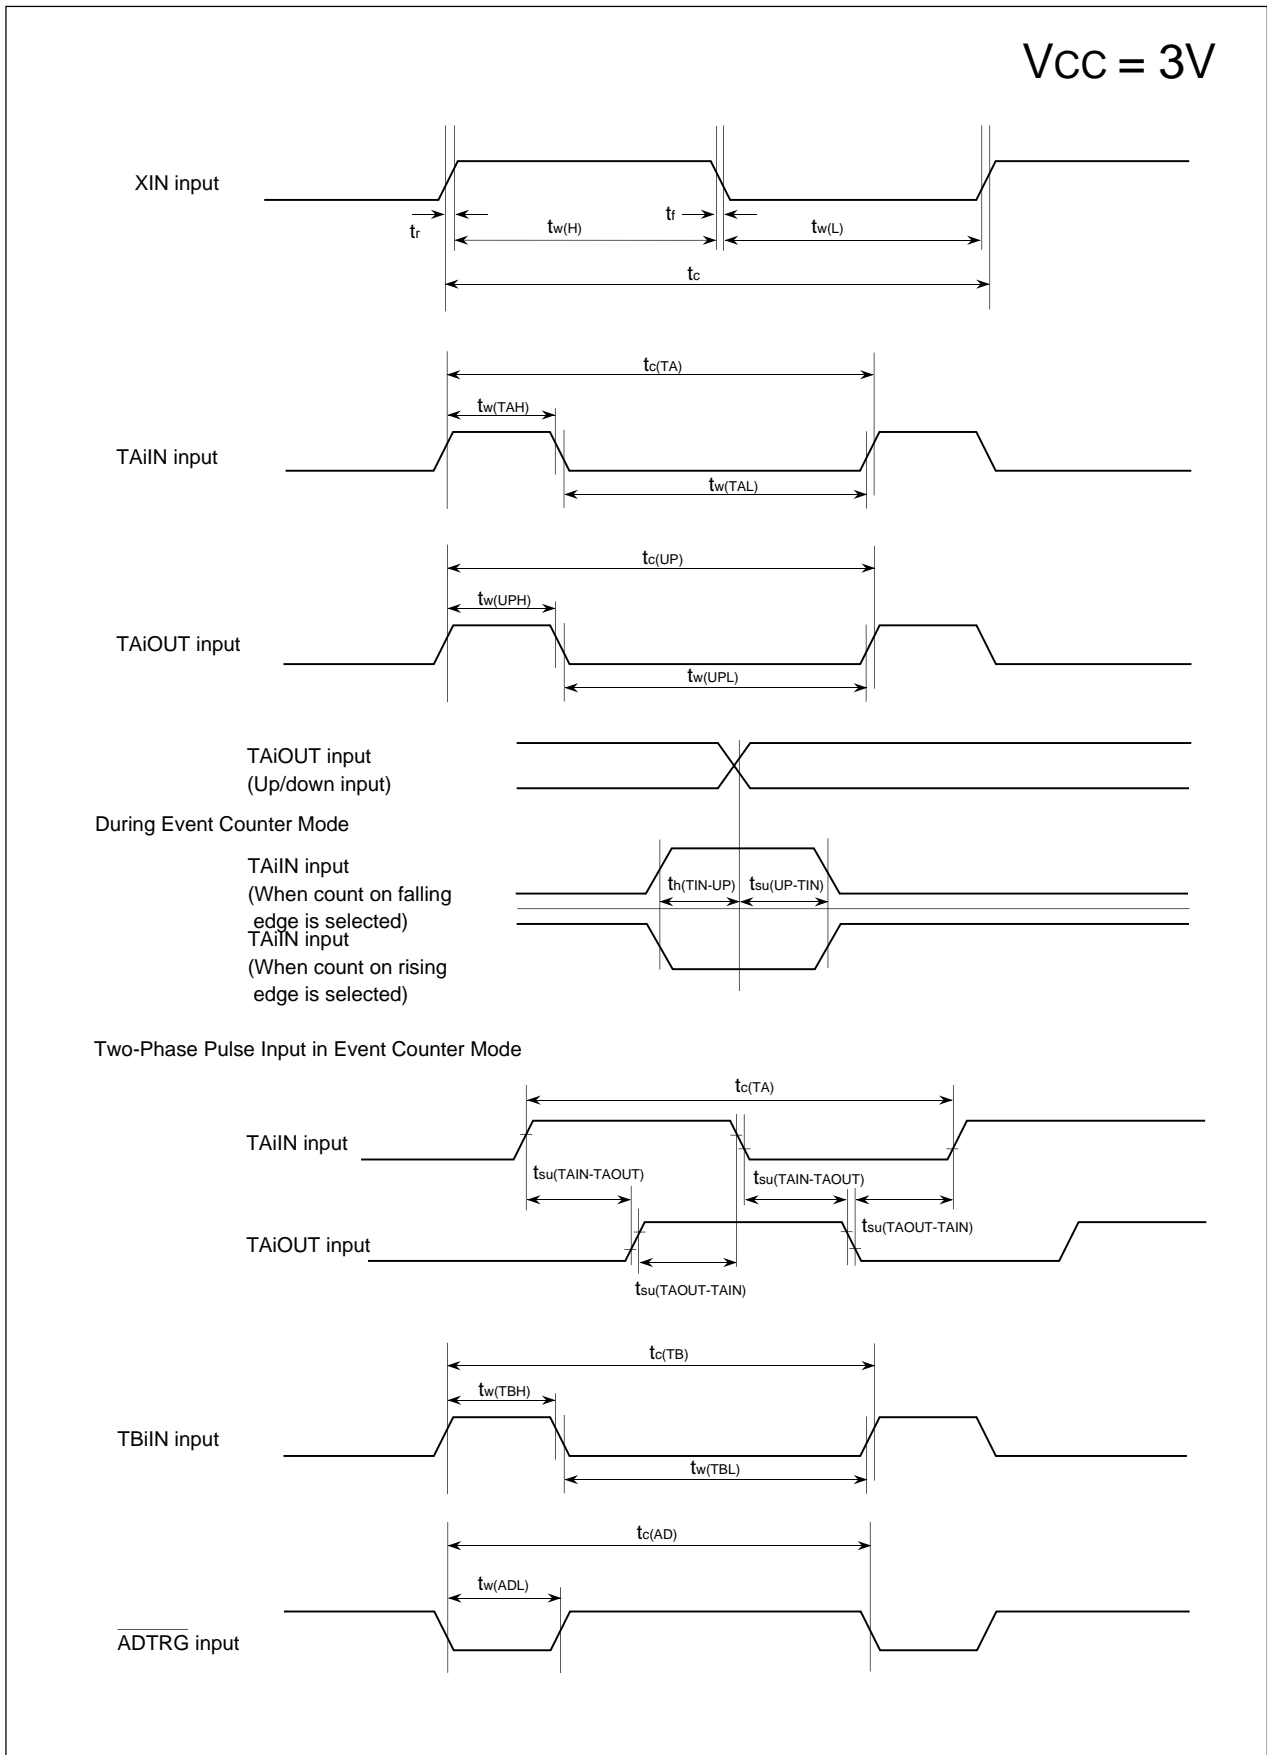 VCC = 3V
XIN input
tr
tw(H)
tf
tw(L)
tc
tc(TA)
tw(TAH)
TAiIN input
tw(TAL)
tc(UP)
tw(UPH)
TAiOUT input
tw(UPL)
TAiOUT input
(Up/down input)
During Event Counter Mode
TAiIN input
(When count on falling
edge is selected)
th(TIN-UP)
tsu(UP-TIN)
TAiIN input
(When count on rising
edge is selected)
Two-Phase Pulse Input in Event Counter Mode
tc(TA)
TAiIN input
tsu(TAIN-TAOUT)
tsu(TAIN-TAOUT)
tsu(TAOUT-TAIN)
TAiOUT input
tsu(TAOUT-TAIN)
tc(TB)
tw(TBH)
TBiIN input
tw(TBL)
tc(AD)
tw(ADL)
ADTRG input